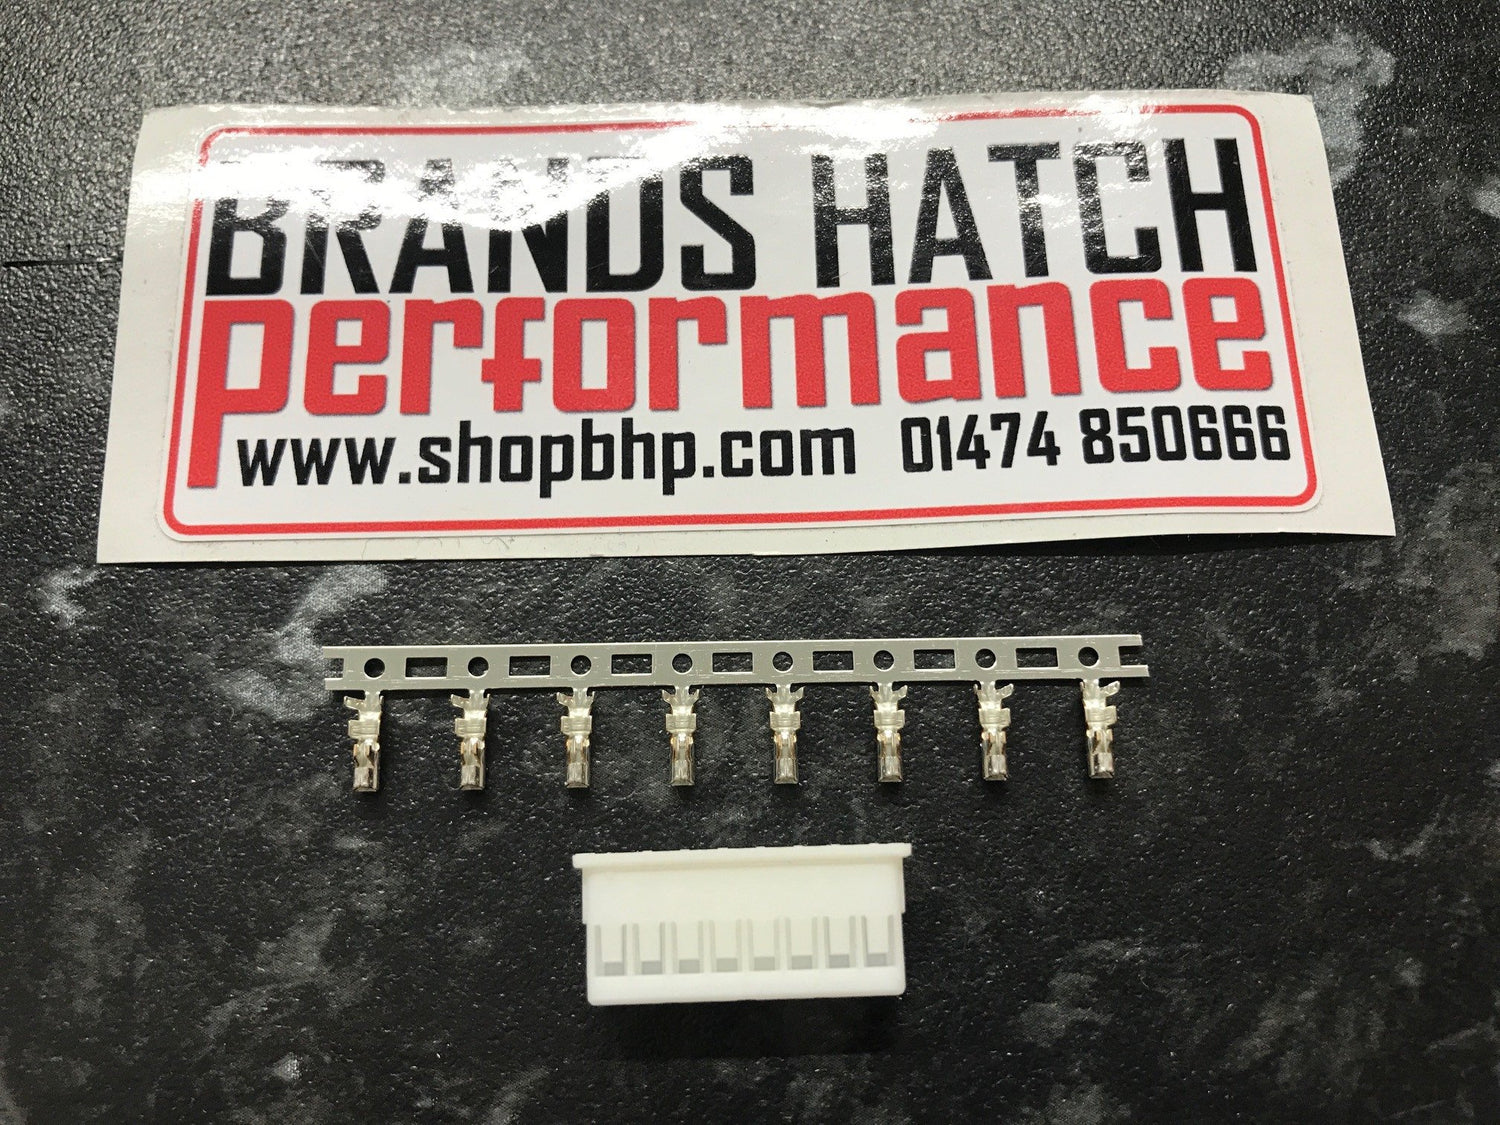 BRANDS HATCH
performance
www.shopbhp.com 01474 850666